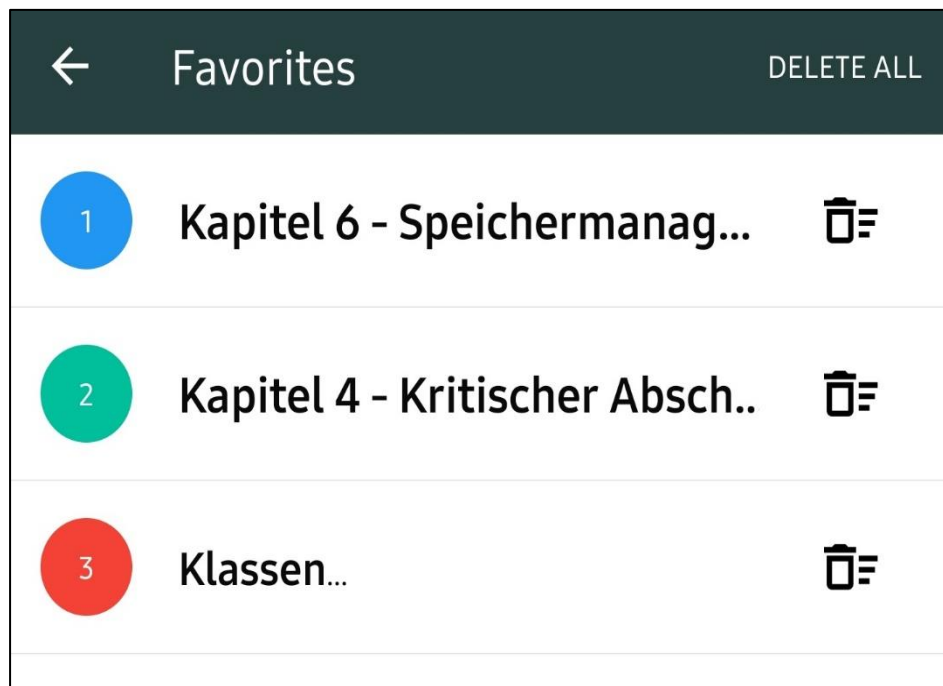 Favorites
DELETE ALL
1
Kapitel 6 - Speichermanag...
2
Kapitel 4 - Kritischer Absch..
3
Klassen...